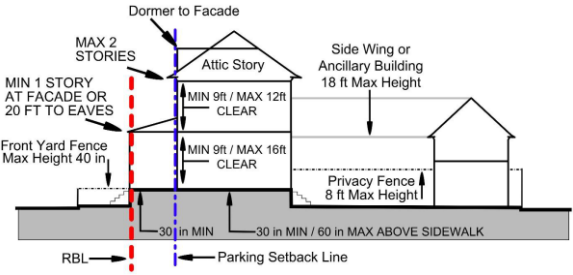 Dormer to Facade
MAX 2
STORIES
Attic Story
Side Wing or
Ancillary Building
18 ft Max Height
MIN 1 STORY
AT FACADE OR
20 FT TO EAVES
MIN 9ft / MAX 12ft
CLEAR
Front Yard Fence
Max Height 40 in
MIN 9ft / MAX 16ft
CLEAR
Privacy Fence
8 ft Max Height
30 in MIN
30 in MIN / 60 in MAX ABOVE SIDEWALK
RBL
Parking Setback Line